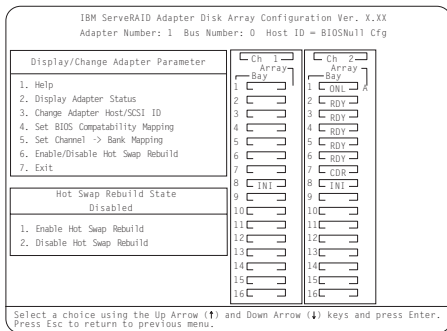 IBM ServeRAID Adapter Disk Array Configuration Ver. X.XX
Adapter Number: 1 Bus Number: 0 Host ID = BIOSNull Cfg
Display/Change Adapter Parameter
1. Help
2. Display Adapter Status
3. Change Adapter Host/SCSI ID
4. Set BIOS Compatability Mapping
5. Set Channel -> Bank Mapping
6. Enable/Disable Hot Swap Rebuild
7. Exit
Hot Swap Rebuild State
Disabled
1. Enable Hot Swap Rebuild
2. Disable Hot Swap Rebuild
Ch 1
Array
Bay
1
2
3
4
5
6
7
8 INI
9
10
11
12
13
14
15
16
Ch 2
Array
Bay
1 ONL A
2 RDY
3 RDY
4 RDY
5 RDY
6 RDY
7 CDR
8 INI
9
10
11
12
13
14
15
16
Select a choice using the Up Arrow (↑) and Down Arrow (↓) keys and press Enter.
Press Esc to return to previous menu.